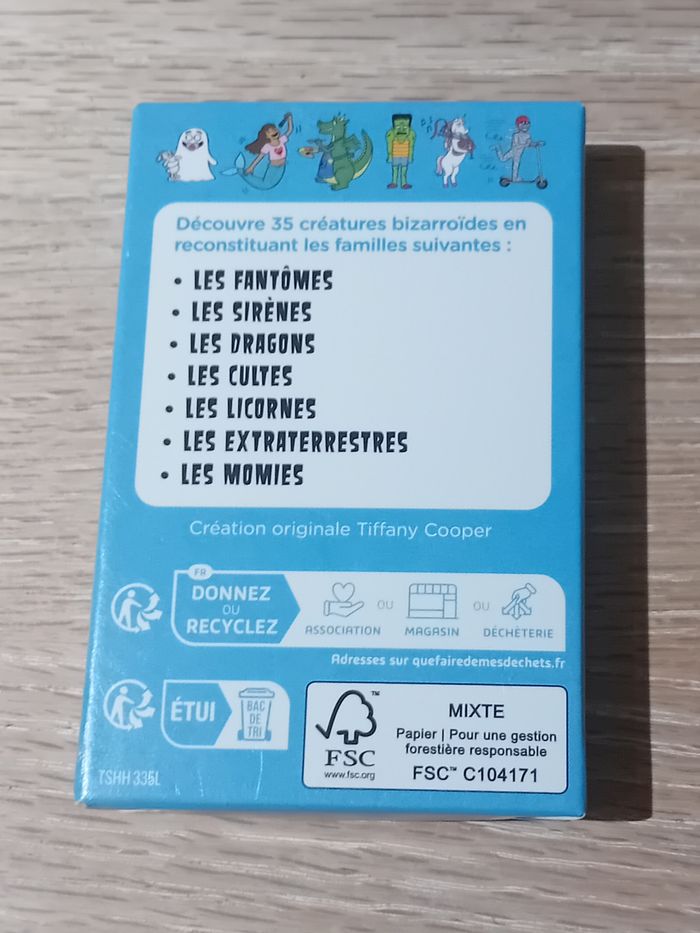 Découvre 35 créatures bizarroïdes en
reconstituant les familles suivantes :
• LES FANTÔMES
• LES SIRÈNES
• LES DRAGONS
• LES CULTES
• LES LICORNES
• LES EXTRATERRESTRES
• LES MOMIES
Création originale Tiffany Cooper
FR
DONNEZ
OU
RECYCLEZ
ASSOCIATION
OU
MAGASIN
OU
DÉCHÈTERIE
Adresses sur quefairedemesdechets.fr
ÉTUI
BAC
DE
TRI
FSC
www.fsc.org
MIXTE
Papier | Pour une gestion
forestière responsable
FSC™ C104171
TSHH 335L